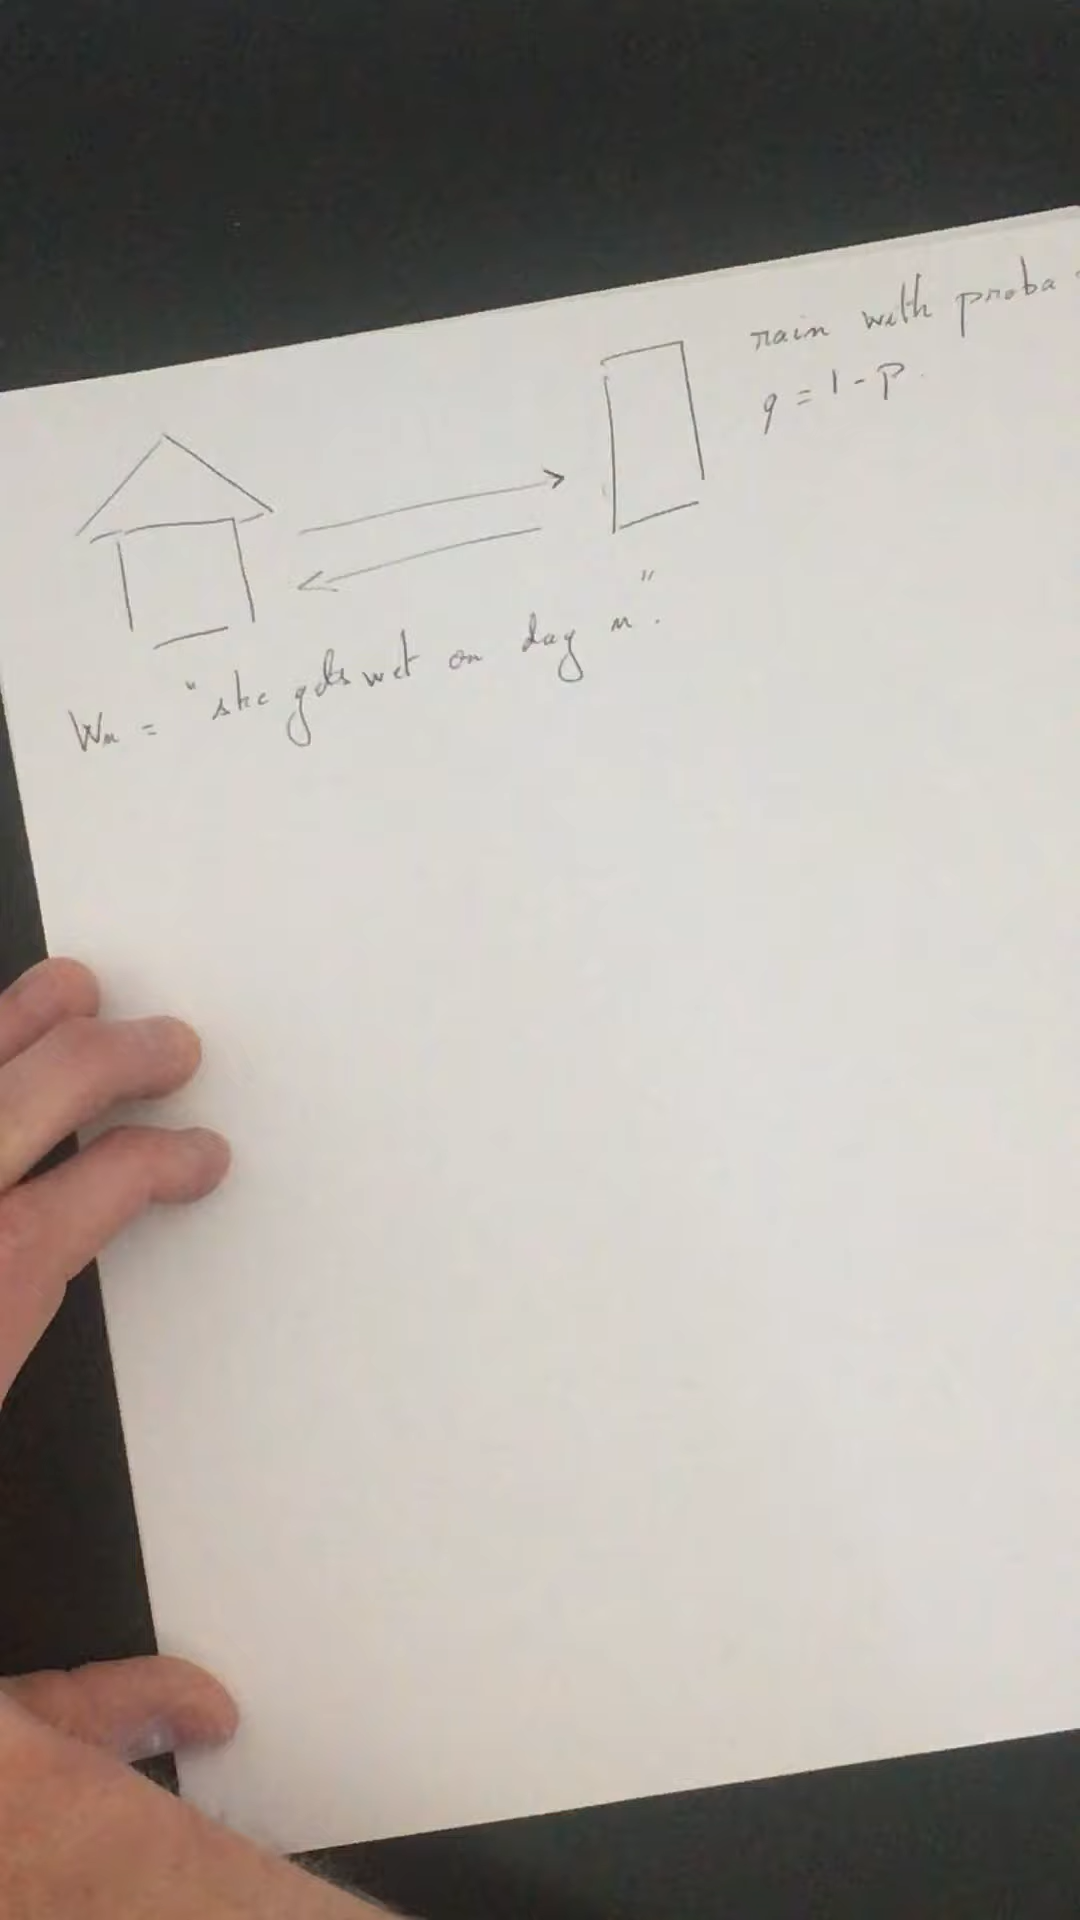 rain with proba
q = 1 - p.
Wn = "she gets wet on day n".